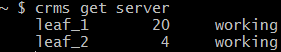 ~ $ crms get server
leaf_1 20 working
leaf_2 4 working